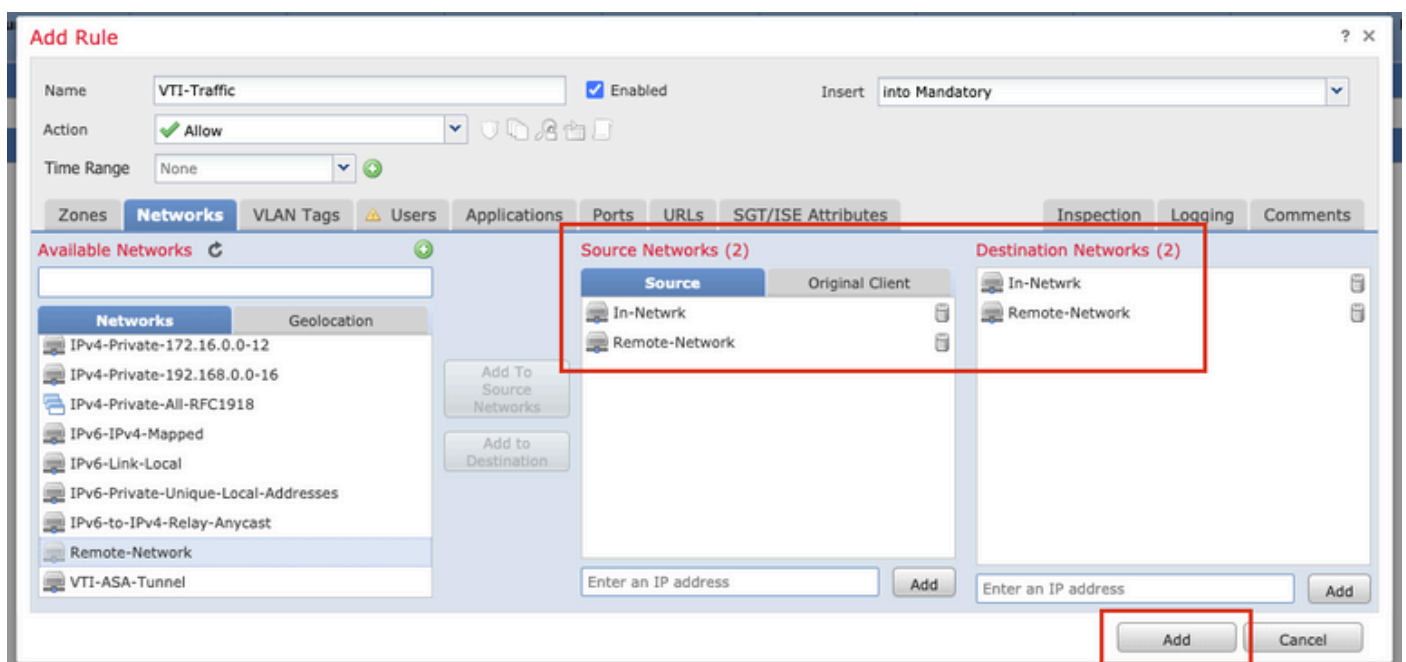 Add Rule
?
Name VTI-Traffic Enabled Insert into Mandatory
Action Allow
Time Range None
Zones Networks VLAN Tags Users Applications Ports URLs SGT/ISE Attributes Inspection Logging Comments
Available Networks
Networks Geolocation
IPv4-Private-172.16.0.0-12
IPv4-Private-192.168.0.0-16
IPv4-Private-All-RFC1918
IPv6-IPv4-Mapped
IPv6-Link-Local
IPv6-Private-Unique-Local-Addresses
IPv6-to-IPv4-Relay-Anycast
Remote-Network
VTI-ASA-Tunnel
Add To
Source
Networks
Add to
Destination
Source Networks (2)
Source Original Client
In-Netwrk
Remote-Network
Enter an IP address Add
Destination Networks (2)
In-Netwrk
Remote-Network
Enter an IP address Add
Add Cancel